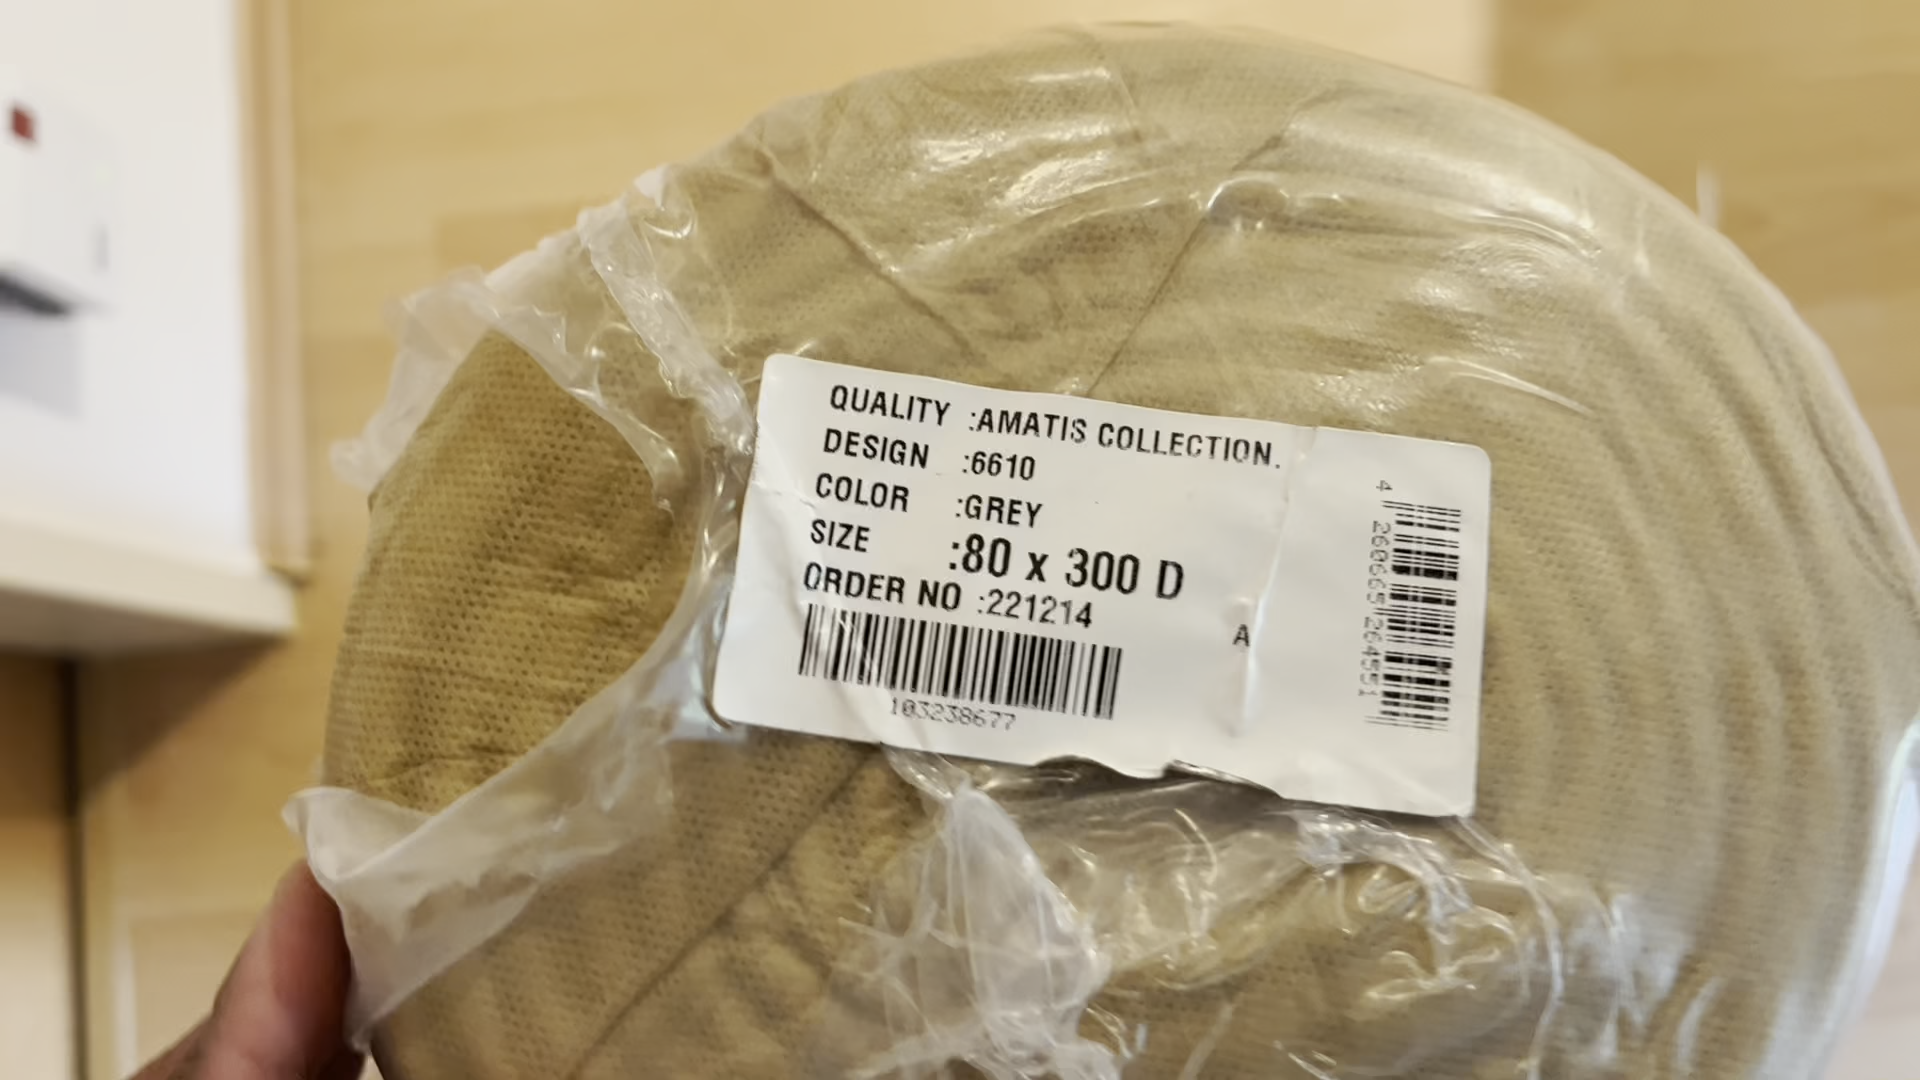 QUALITY :AMATIS COLLECTION.
DESIGN :6610
COLOR :GREY
SIZE :80 x 300 D
ORDER NO :221214
A
103238677
4 260665 264551